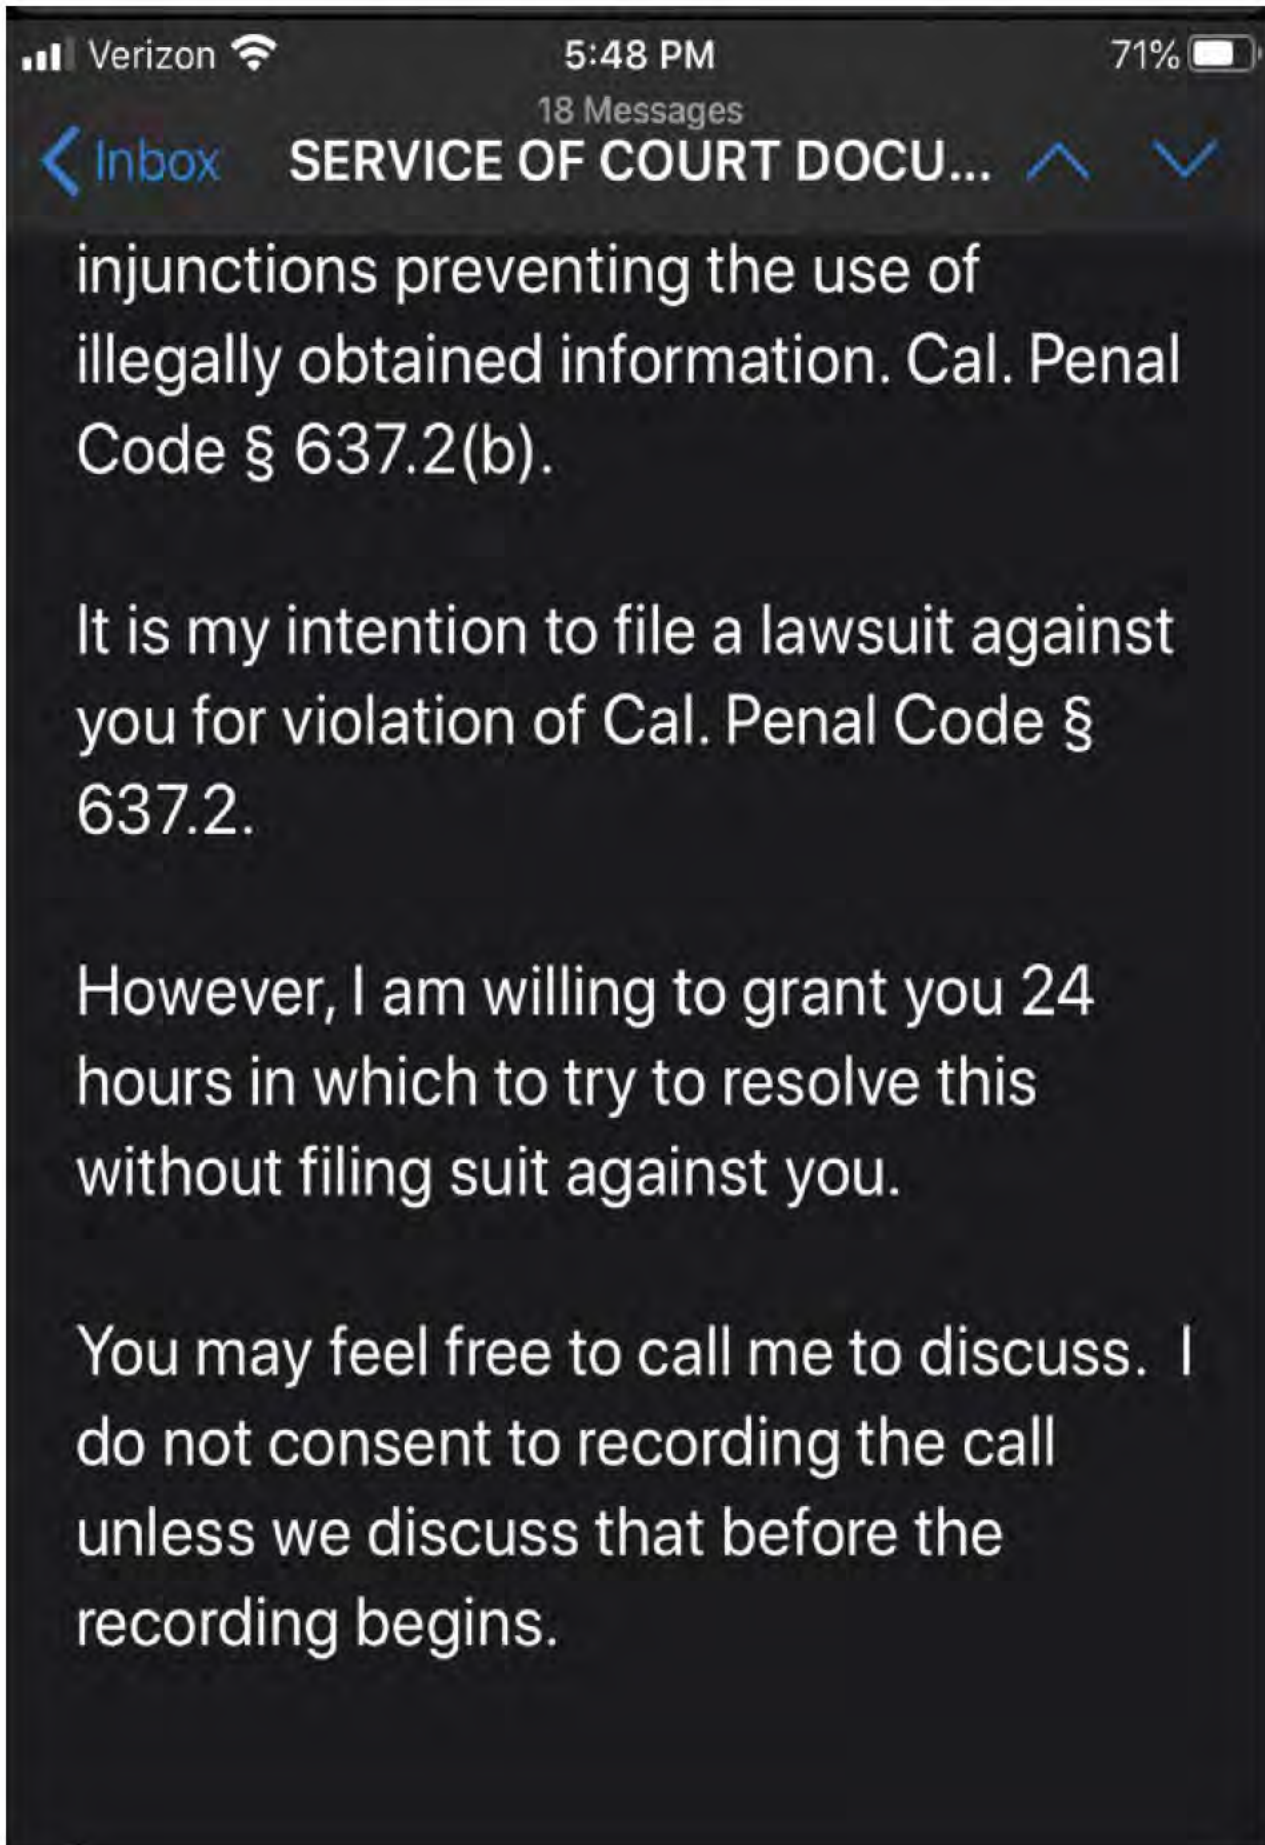 Verizon 5:48 PM 71%
18 Messages
Inbox SERVICE OF COURT DOCU...
injunctions preventing the use of
illegally obtained information. Cal. Penal
Code § 637.2(b).
It is my intention to file a lawsuit against
you for violation of Cal. Penal Code §
637.2.
However, I am willing to grant you 24
hours in which to try to resolve this
without filing suit against you.
You may feel free to call me to discuss.  I
do not consent to recording the call
unless we discuss that before the
recording begins.